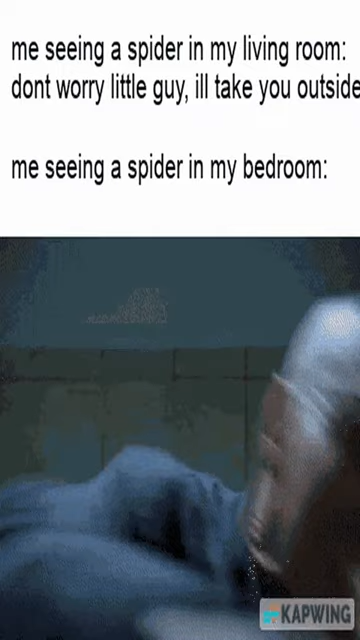 me seeing a spider in my living room:
dont worry little guy, ill take you outside
me seeing a spider in my bedroom:
KAPWING